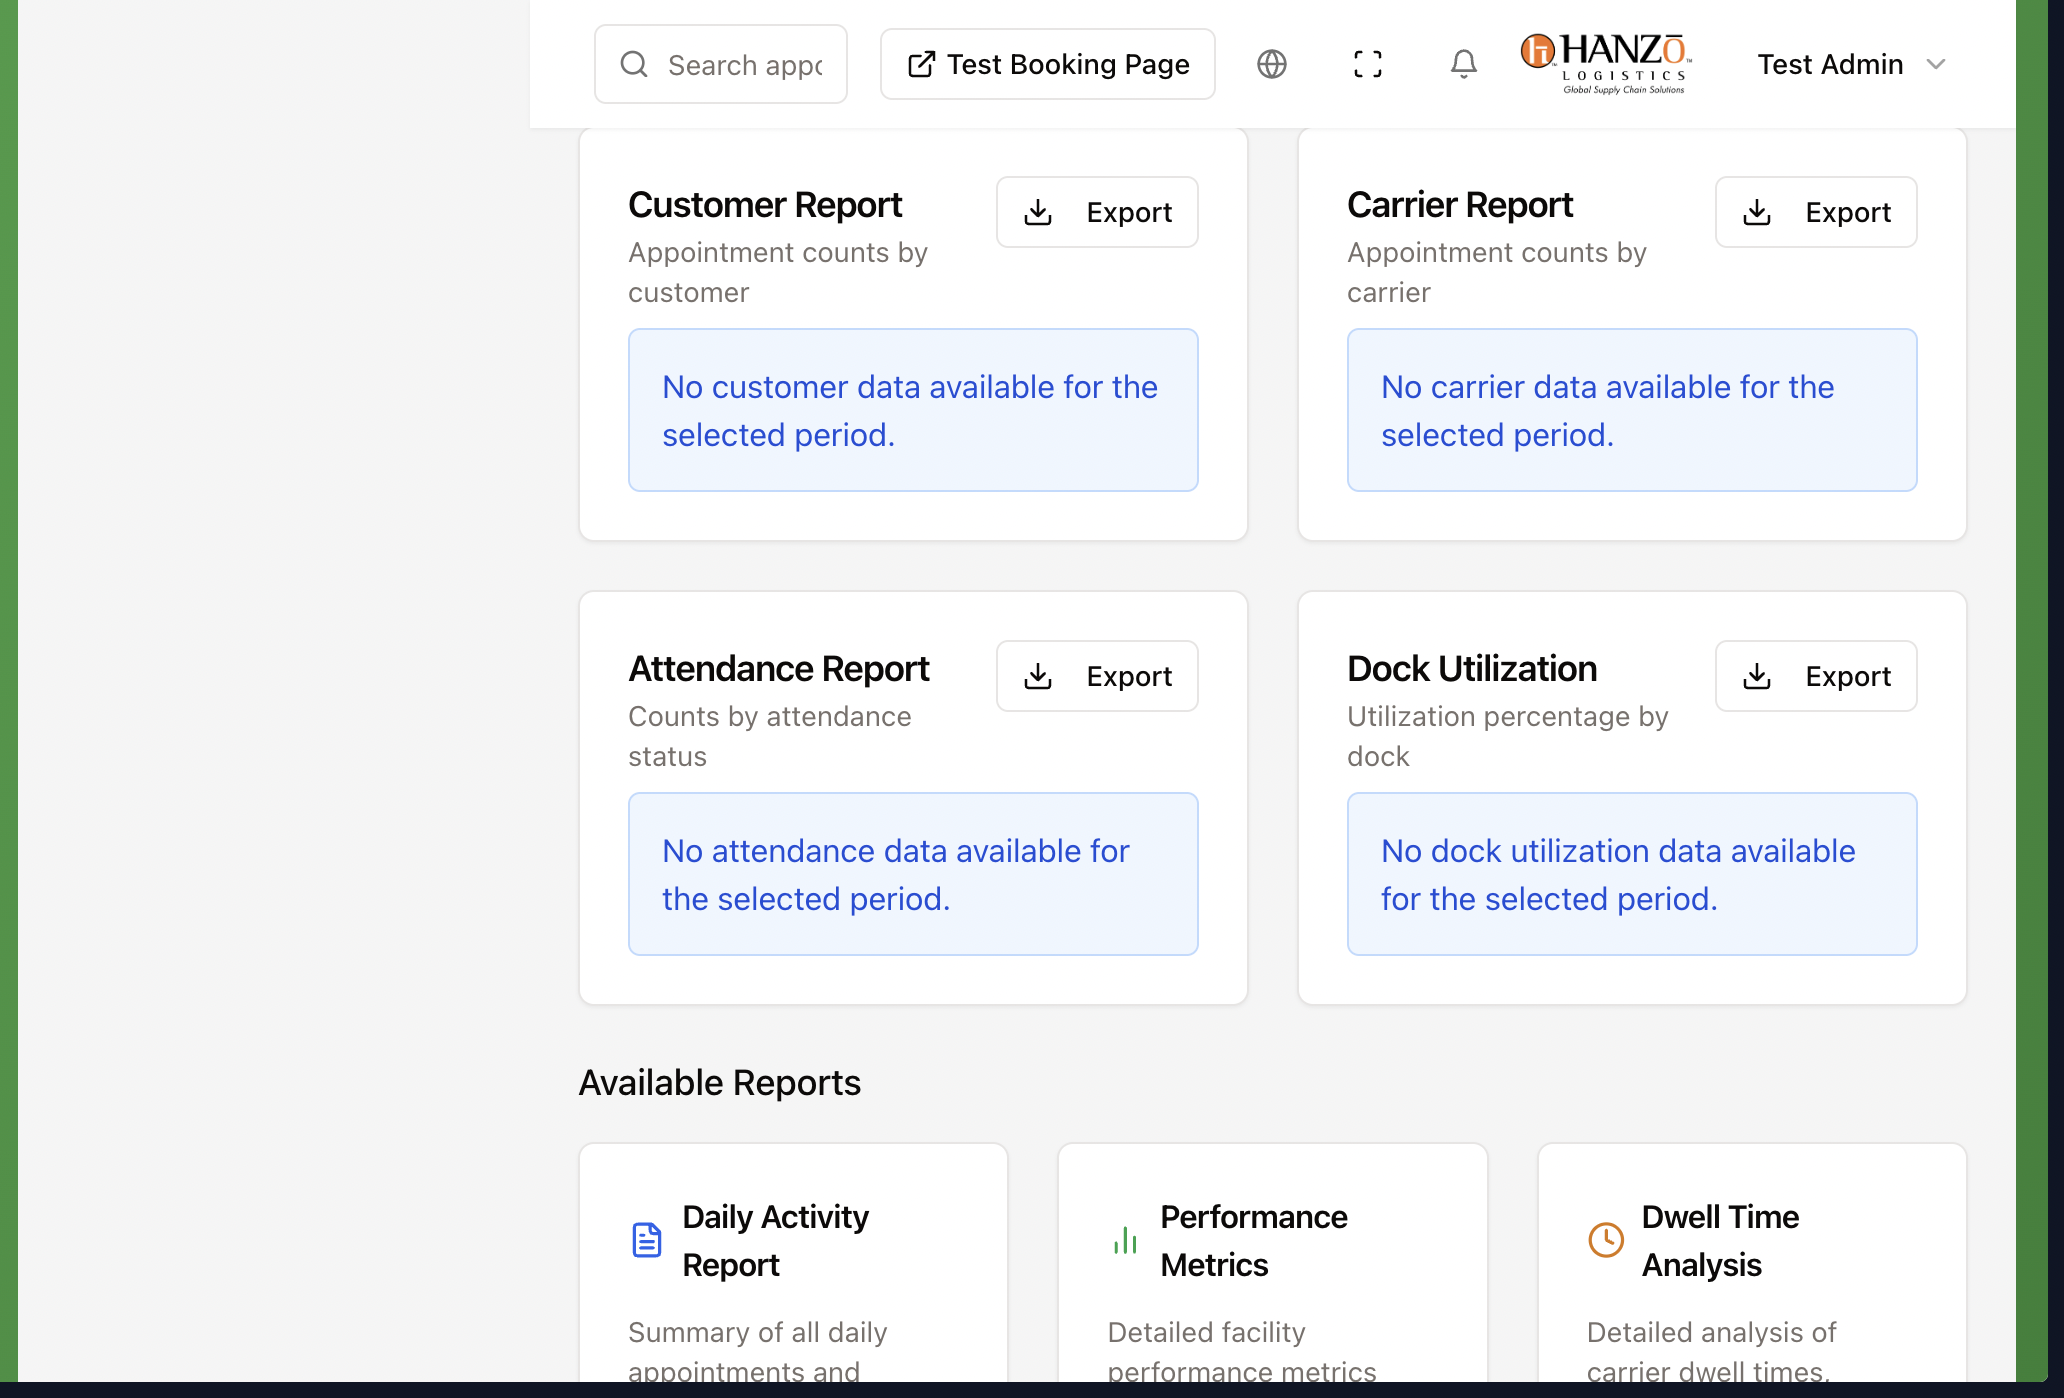 Search appo
Test Booking Page
HANZŌ
LOGISTICS
Global Supply Chain Solutions
Test Admin
Customer Report
Export
Appointment counts by
customer
No customer data available for the
selected period.
Carrier Report
Export
Appointment counts by
carrier
No carrier data available for the
selected period.
Attendance Report
Export
Counts by attendance
status
No attendance data available for
the selected period.
Dock Utilization
Export
Utilization percentage by
dock
No dock utilization data available
for the selected period.
Available Reports
Daily Activity
Report
Summary of all daily
appointments and
Performance
Metrics
Detailed facility
performance metrics
Dwell Time
Analysis
Detailed analysis of
carrier dwell times,